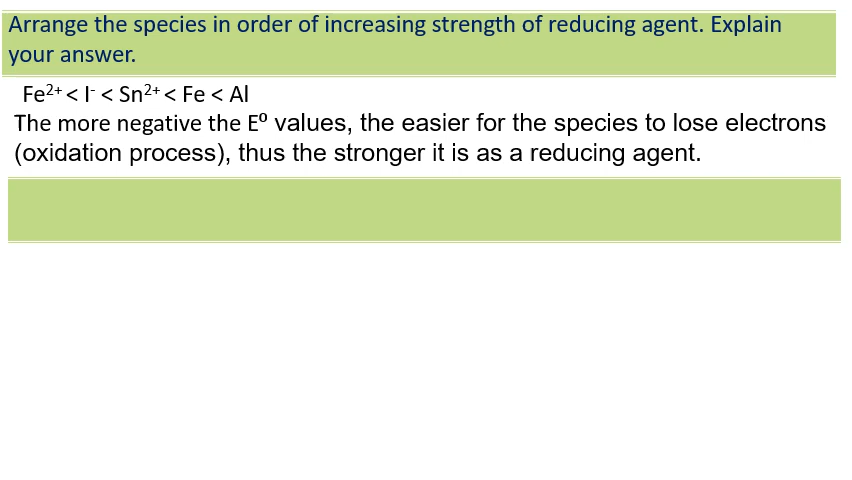 Arrange the species in order of increasing strength of reducing agent. Explain
your answer.
Fe²⁺ < I⁻ < Sn²⁺ < Fe < Al
The more negative the E⁰ values, the easier for the species to lose electrons
(oxidation process), thus the stronger it is as a reducing agent.